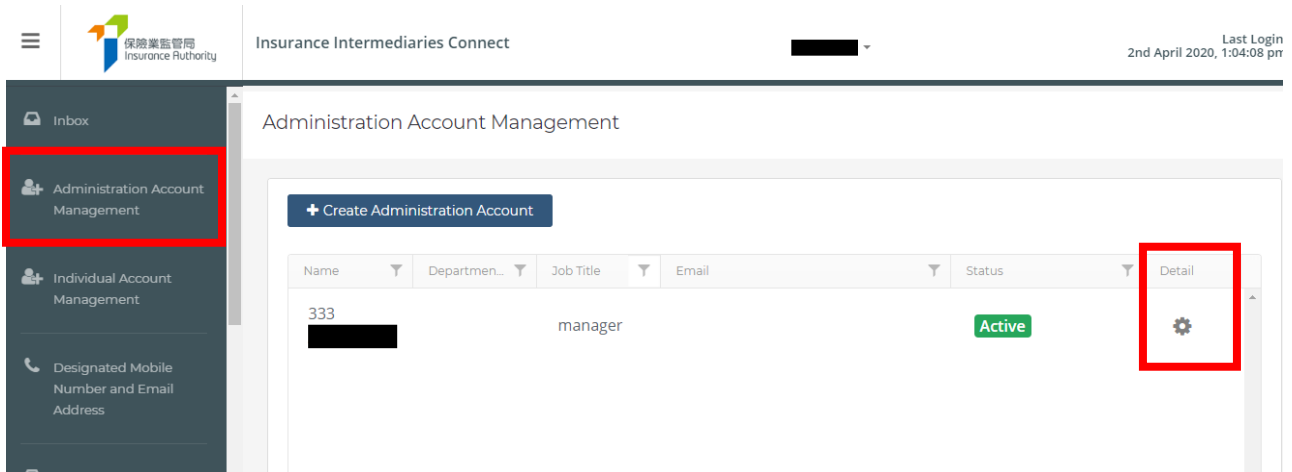 保險業監管局
Insurance Authority
Insurance Intermediaries Connect
Last Login
2nd April 2020, 1:04:08 pm
Inbox
Administration Account
Management
Individual Account
Management
Designated Mobile
Number and Email
Address
Administration Account Management
+ Create Administration Account
Name
Departmen...
Job Title
Email
Status
Detail
333
manager
Active